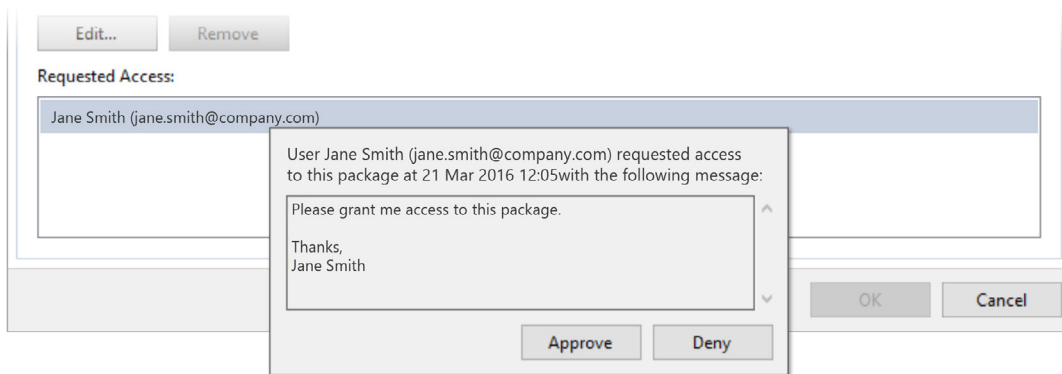 Edit... Remove
Requested Access:
Jane Smith (jane.smith@company.com)
User Jane Smith (jane.smith@company.com) requested access
to this package at 21 Mar 2016 12:05with the following message:
Please grant me access to this package.
Thanks,
Jane Smith
OK Cancel
Approve Deny